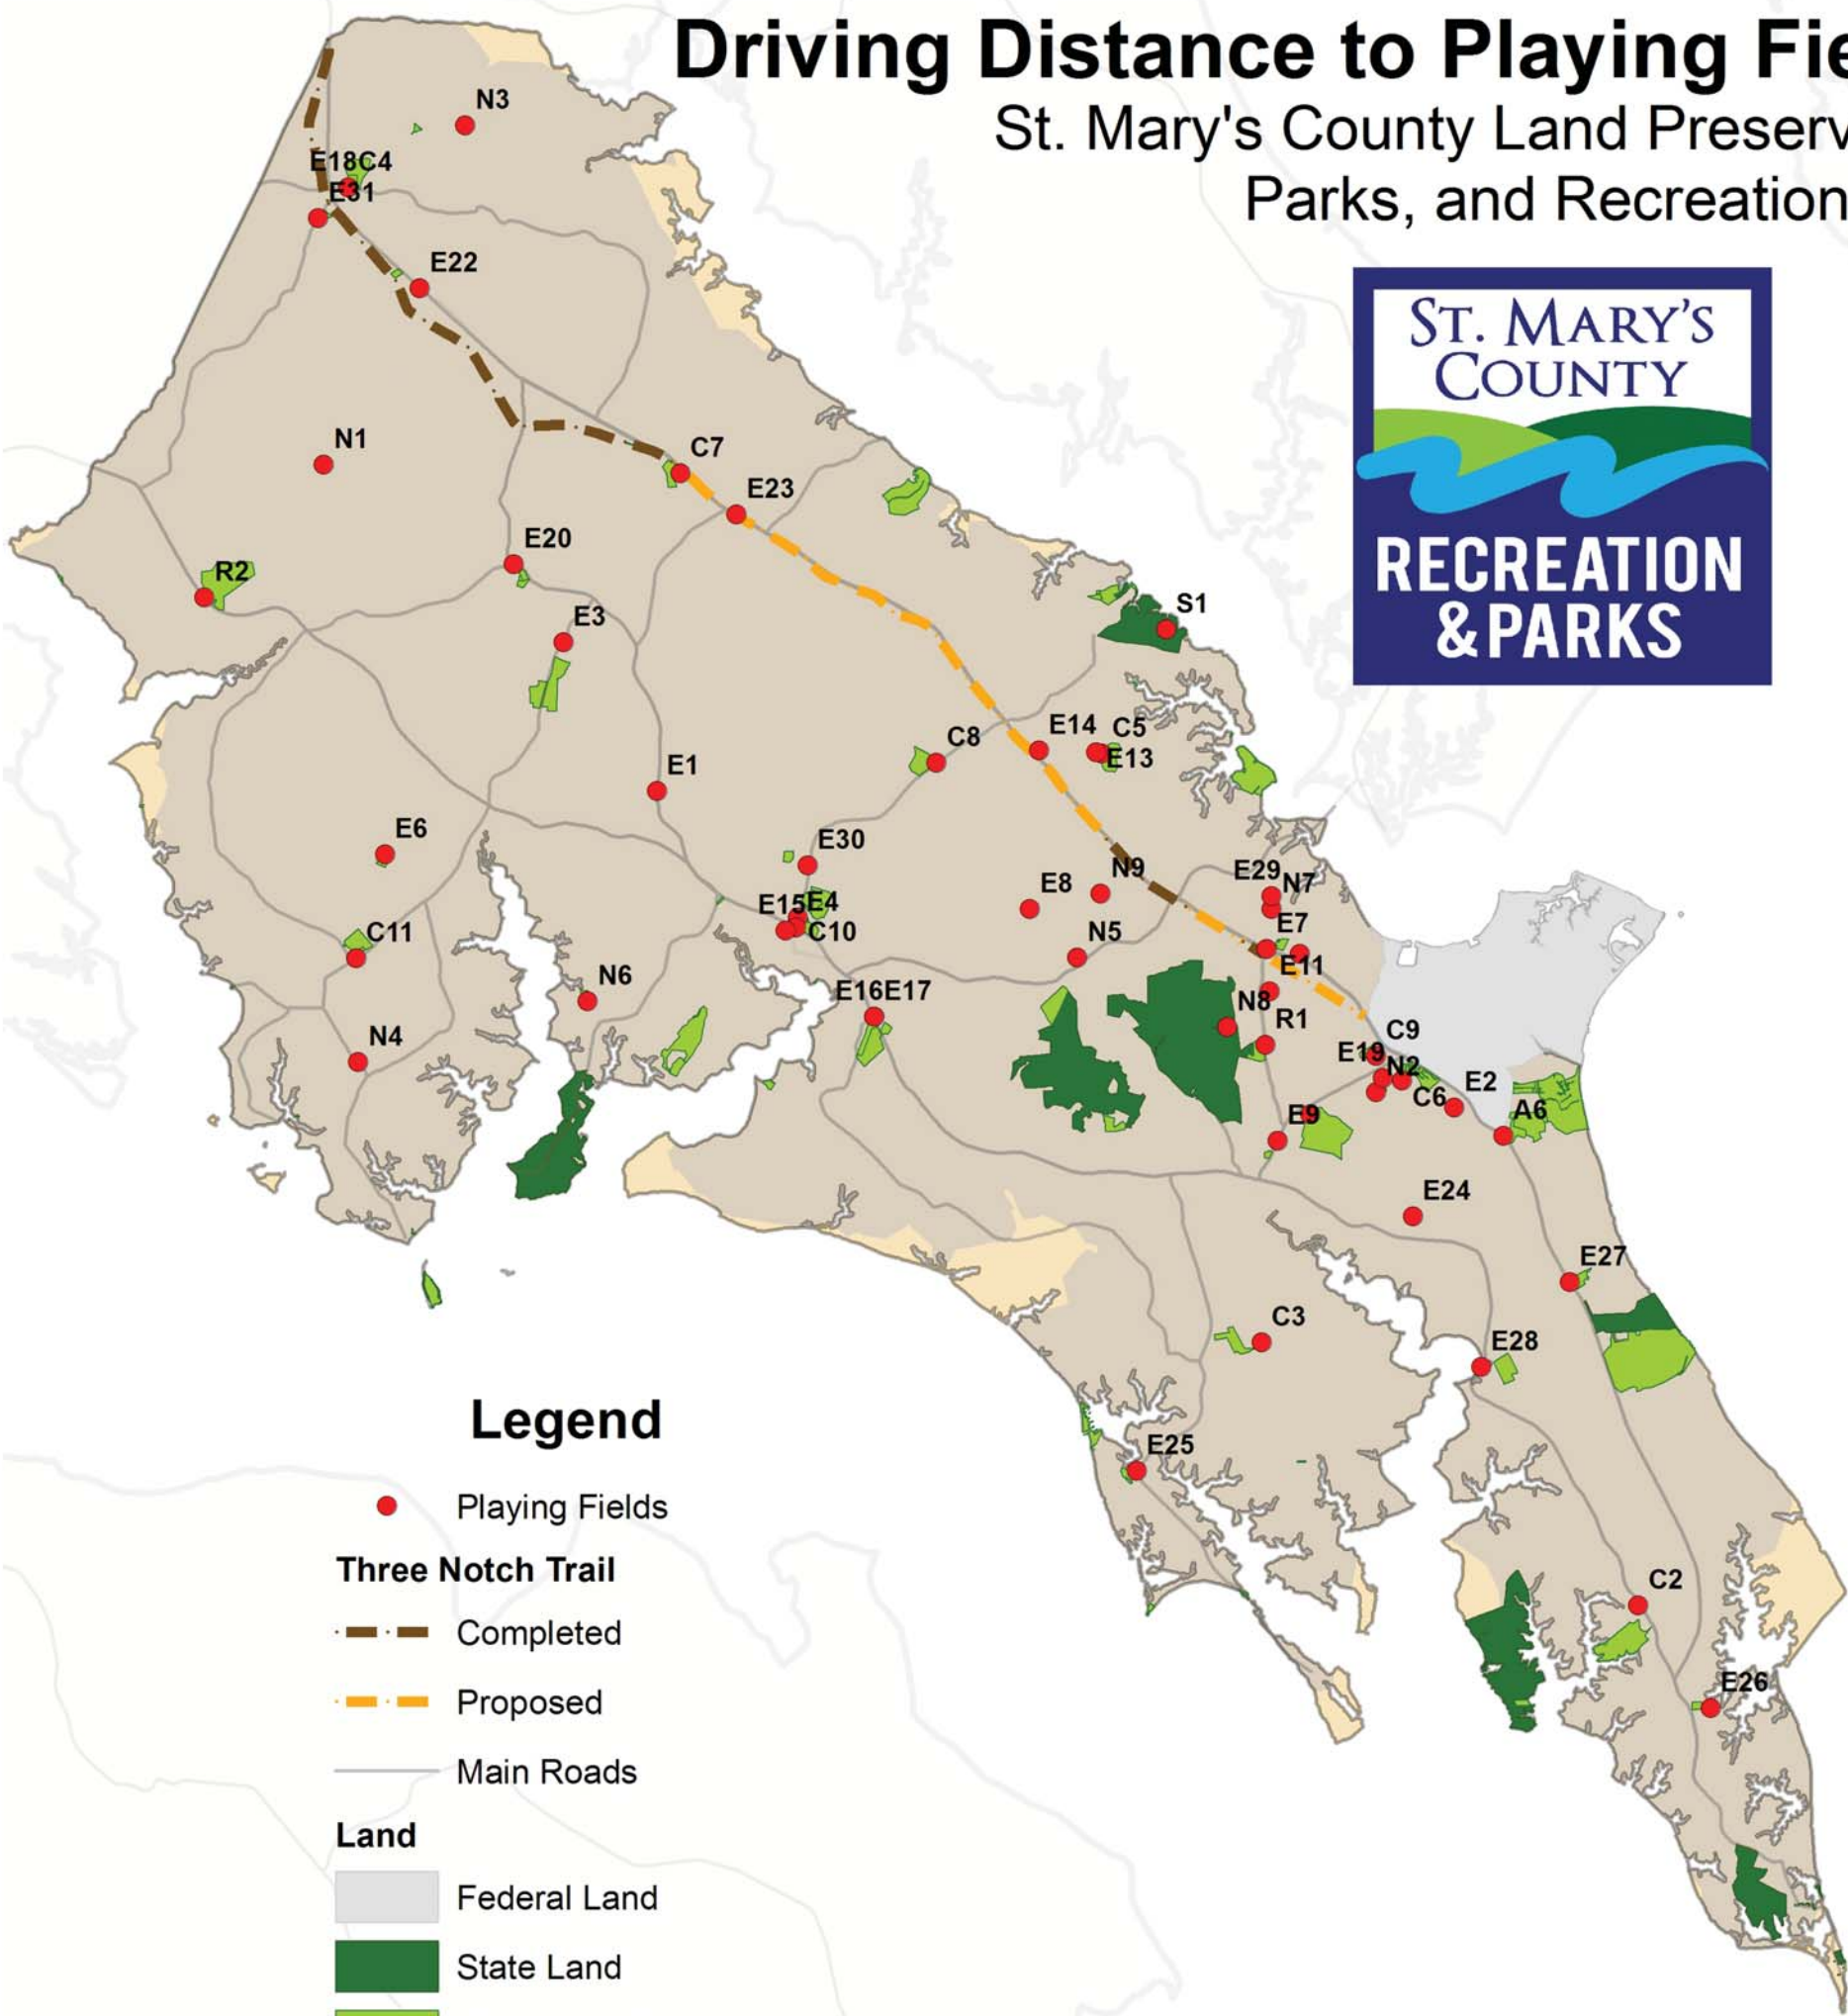 Driving Distance to Playing Fie
St. Mary's County Land Preserv
Parks, and Recreation
ST. MARY'S
COUNTY
RECREATION
& PARKS
N3
E18C4
E31
E22
N1
C7
E23
E20
R2
E3
S1
E14 C5
E13
C8
E1
E6
E30
E15E4
C10
C11
E8
N9
E29 N7
E7
E11
N5
N6
E16E17
N8
R1
N4
C9
E19
N2
C6
E2
A6
E9
E24
E27
C3
E28
E25
C2
E26
Legend
Playing Fields
Three Notch Trail
Completed
Proposed
Main Roads
Land
Federal Land
State Land